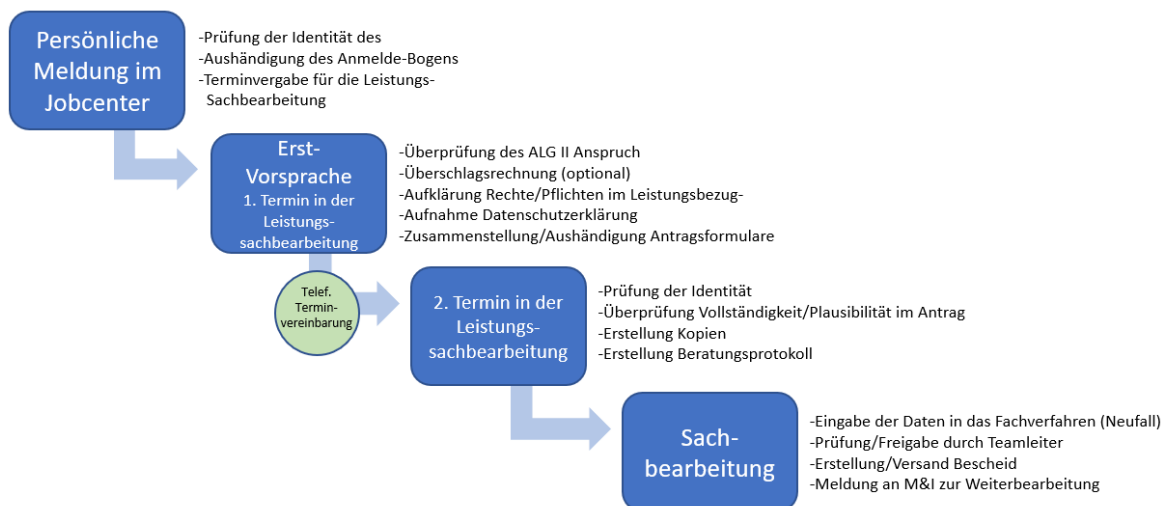 Persönliche
Meldung im
Jobcenter
-Prüfung der Identität des
-Aushändigung des Anmelde-Bogens
-Terminvergabe für die Leistungs-
Sachbearbeitung
Erst-
Vorsprache
1. Termin in der
Leistungs-
sachbearbeitung
-Überprüfung des ALG II Anspruch
-Überschlagsrechnung (optional)
-Aufklärung Rechte/Pflichten im Leistungsbezug-
-Aufnahme Datenschutzerklärung
-Zusammenstellung/Aushändigung Antragsformulare
Telef.
Termin-
vereinbarung
2. Termin in der
Leistungs-
sachbearbeitung
-Prüfung der Identität
-Überprüfung Vollständigkeit/Plausibilität im Antrag
-Erstellung Kopien
-Erstellung Beratungsprotokoll
Sach-
bearbeitung
-Eingabe der Daten in das Fachverfahren (Neufall)
-Prüfung/Freigabe durch Teamleiter
-Erstellung/Versand Bescheid
-Meldung an M&I zur Weiterbearbeitung